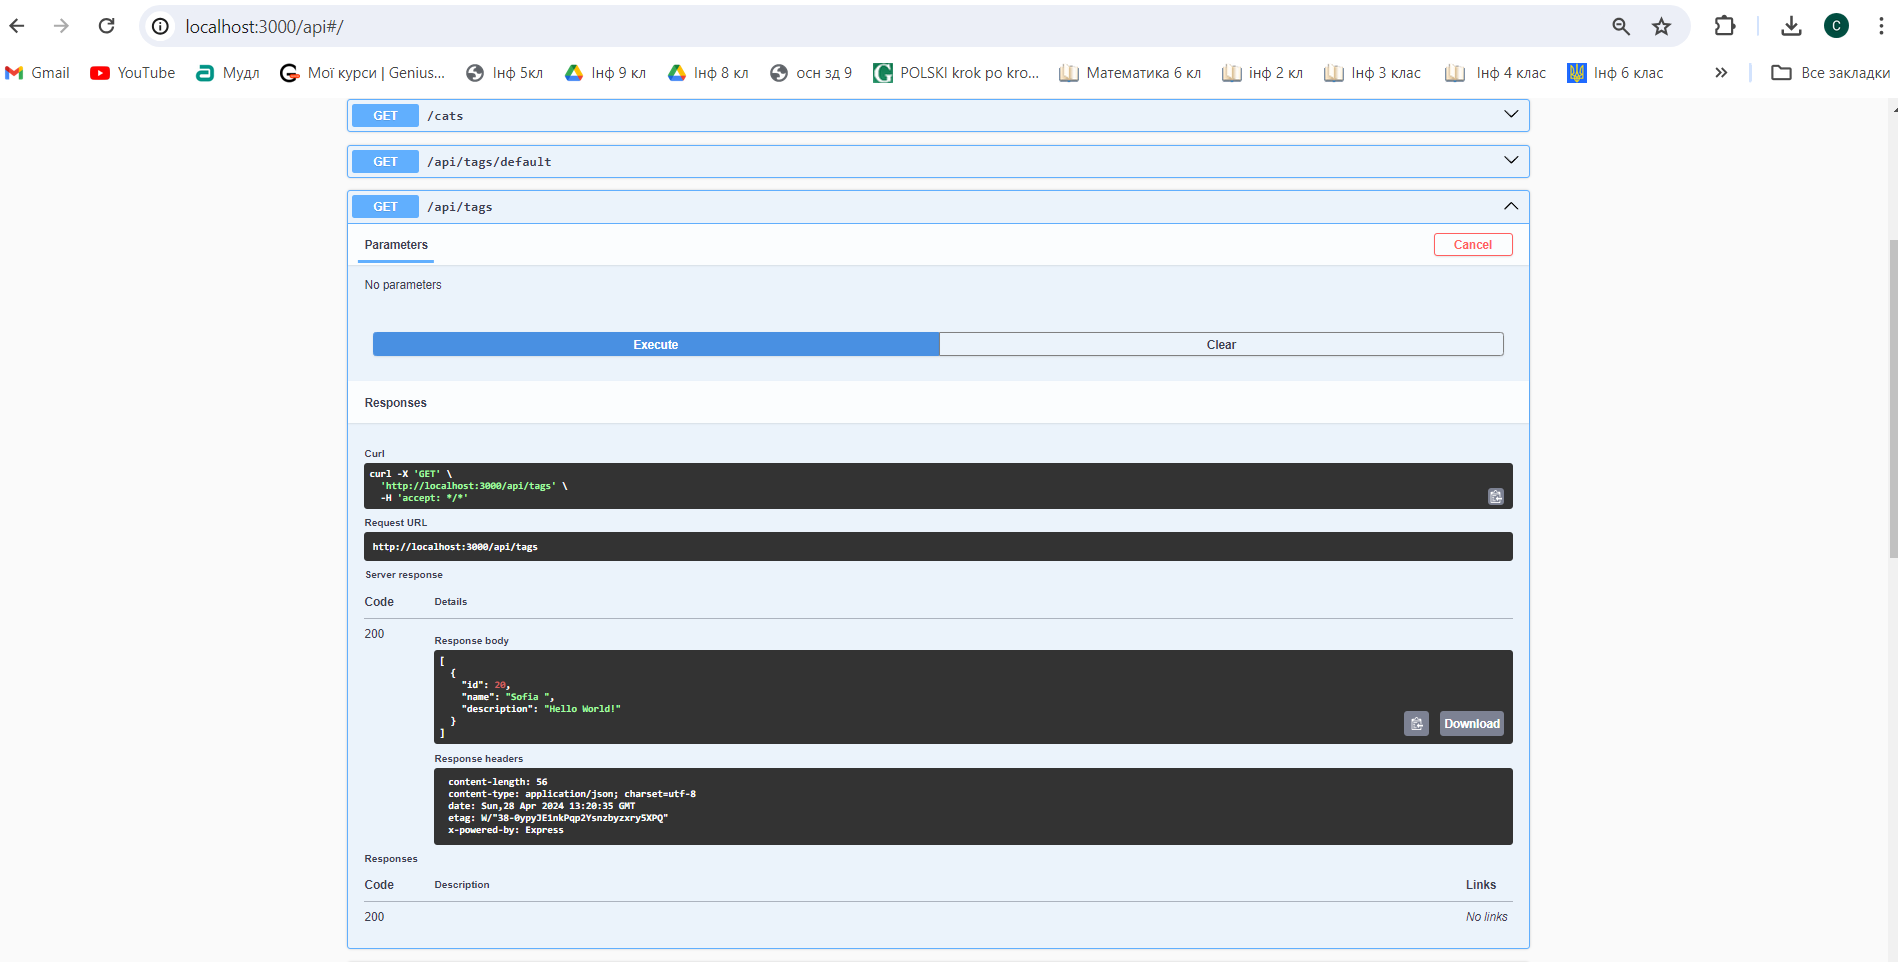 localhost:3000/api#/
C
Gmail YouTube Мудл Мої курси | Genius... Інф 5кл Інф 9 кл Інф 8 кл осн зд 9 POLSKI krok po kro... Математика 6 кл інф 2 кл Інф 3 клас Інф 4 клас Інф 6 клас » Все закладки
GET /cats
GET /api/tags/default
GET /api/tags
Parameters Cancel
No parameters
Execute Clear
Responses
Curl
curl -X 'GET' \
'http://localhost:3000/api/tags' \
-H 'accept: */*'
Request URL
http://localhost:3000/api/tags
Server response
Code Details
200
Response body
[
{
"id": 20,
"name": "Sofia ",
"description": "Hello World!"
}
]
Download
Response headers
content-length: 56
content-type: application/json; charset=utf-8
date: Sun,28 Apr 2024 13:20:35 GMT
etag: W/"38-0ypyJE1nkPqp2Ysnzbyzxry5XPQ"
x-powered-by: Express
Responses
Code Description Links
200 No links